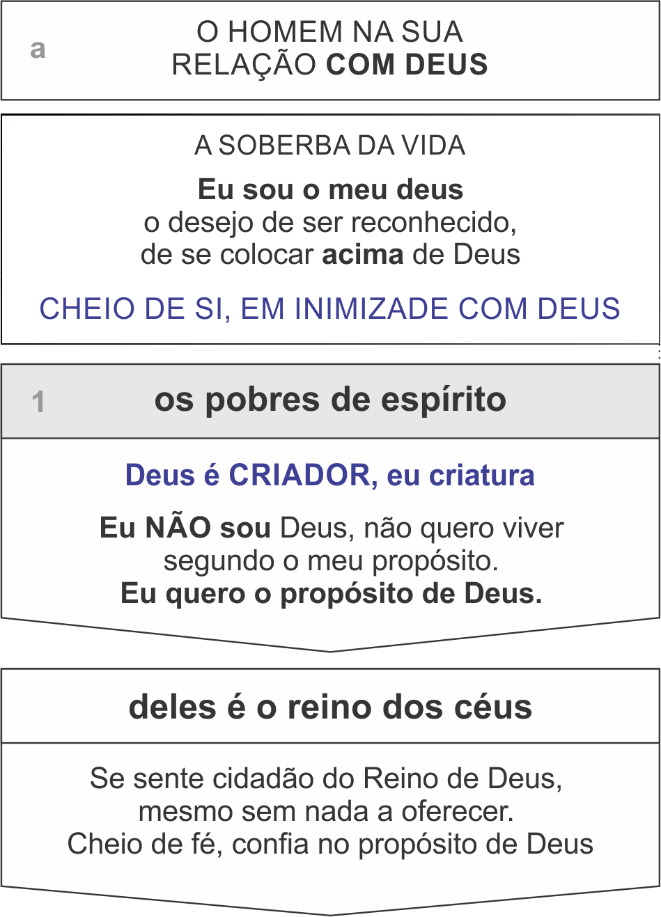 a
O HOMEM NA SUA
RELAÇÃO COM DEUS
A SOBERBA DA VIDA
Eu sou o meu deus
o desejo de ser reconhecido,
de se colocar acima de Deus
CHEIO DE SI, EM INIMIZADE COM DEUS
1
os pobres de espírito
Deus é CRIADOR, eu criatura
Eu NÃO sou Deus, não quero viver
segundo o meu propósito.
Eu quero o propósito de Deus.
deles é o reino dos céus
Se sente cidadão do Reino de Deus,
mesmo sem nada a oferecer.
Cheio de fé, confia no propósito de Deus